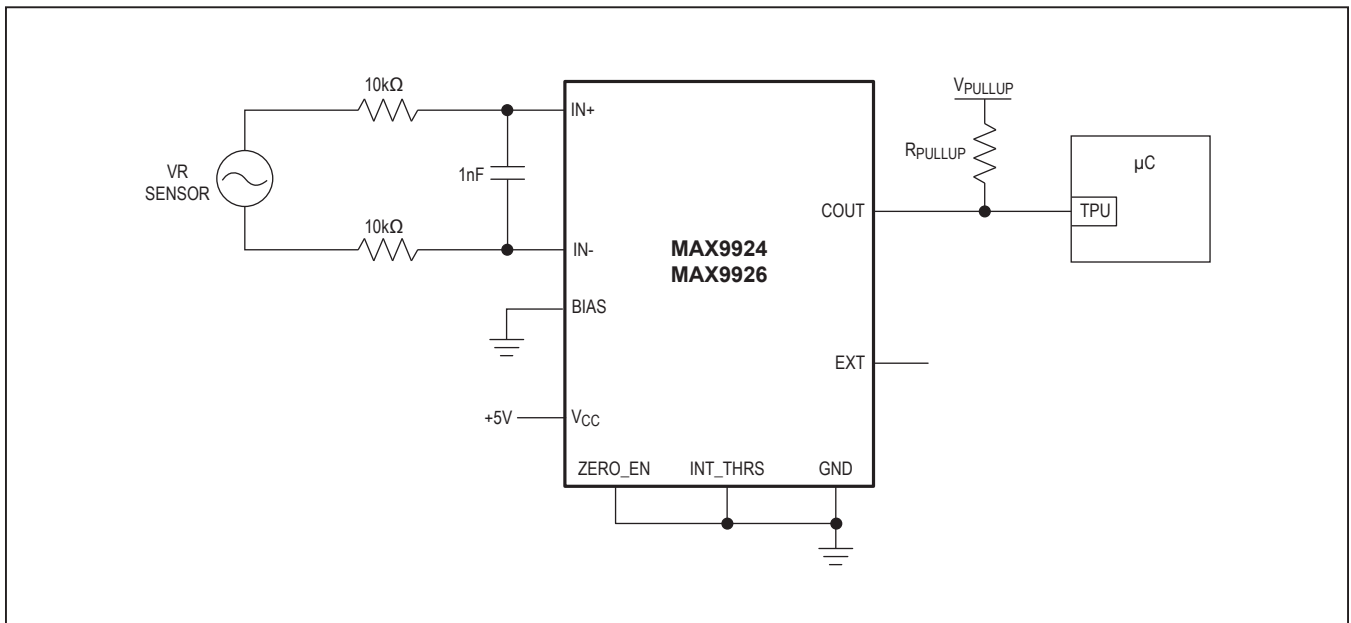 10kΩ
VR
SENSOR
10kΩ
1nF
IN+
IN-
BIAS
+5V
VCC
ZERO_EN
INT_THRS
GND
MAX9924
MAX9926
COUT
EXT
VPULLUP
RPULLUP
µC
TPU